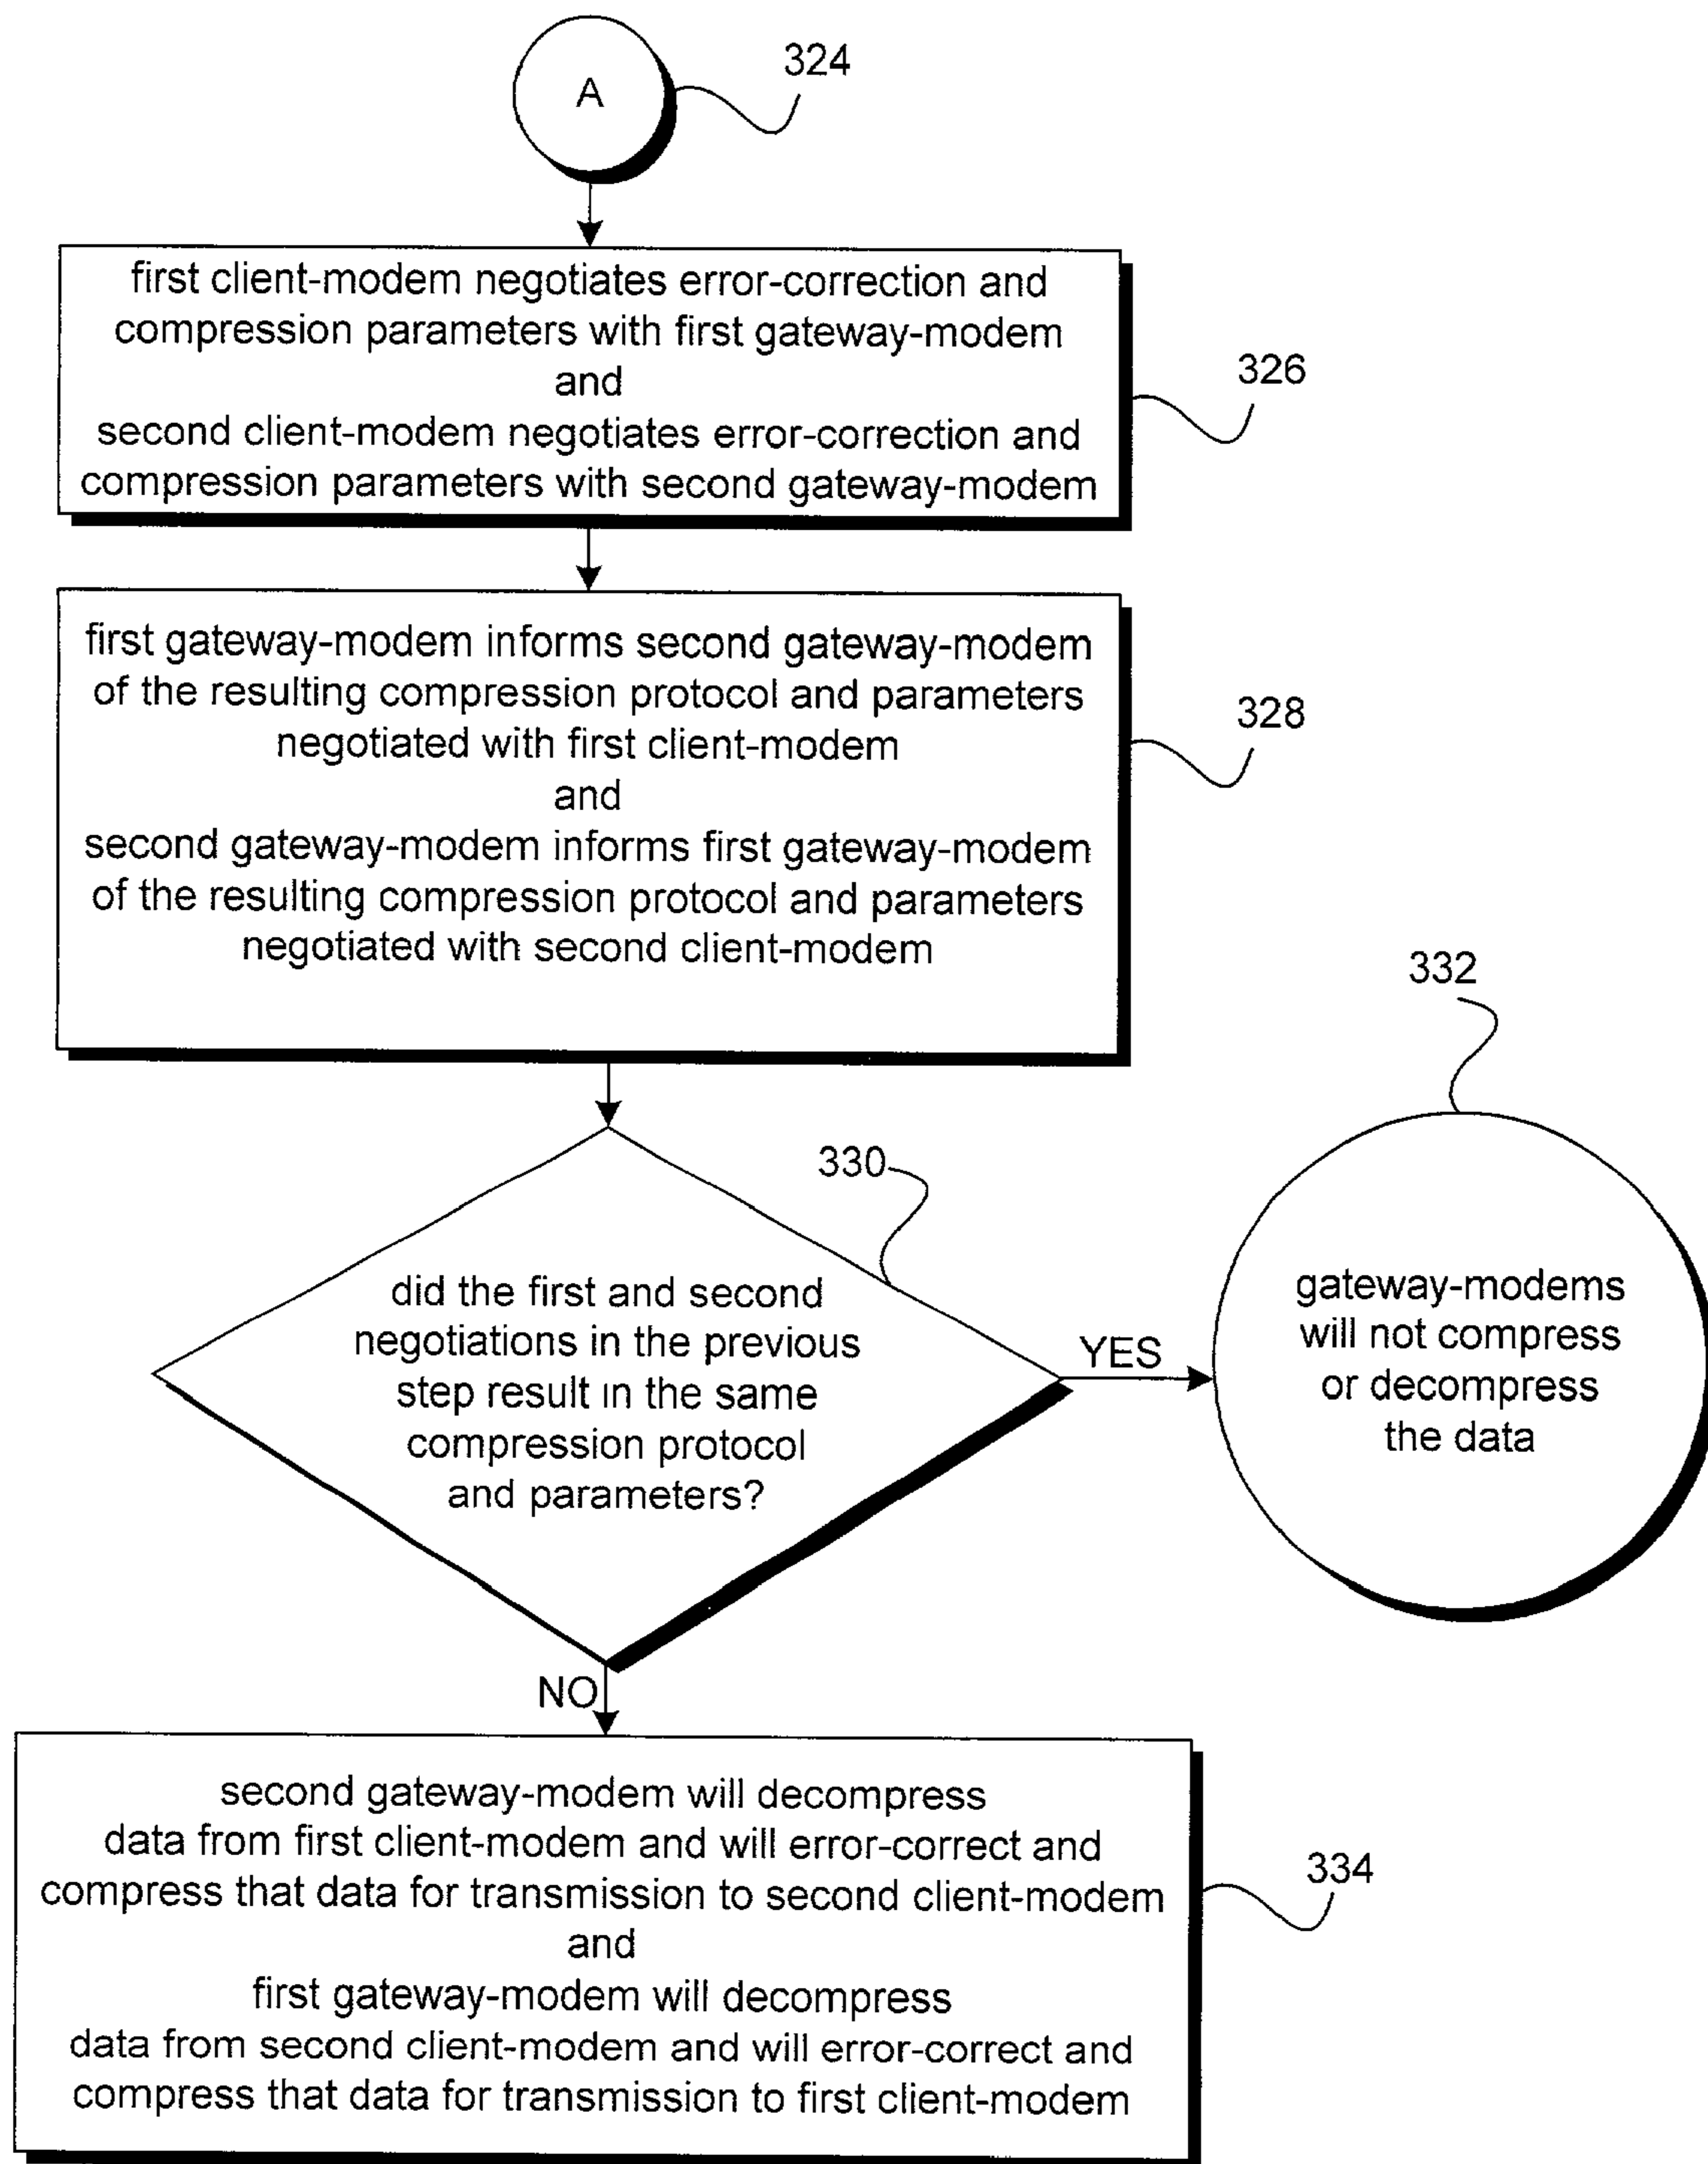 A
324
first client-modem negotiates error-correction and
compression parameters with first gateway-modem
and
second client-modem negotiates error-correction and
compression parameters with second gateway-modem
326
first gateway-modem informs second gateway-modem
of the resulting compression protocol and parameters
negotiated with first client-modem
and
second gateway-modem informs first gateway-modem
of the resulting compression protocol and parameters
negotiated with second client-modem
328
330
did the first and second
negotiations in the previous
step result in the same
compression protocol
and parameters?
YES
332
gateway-modems
will not compress
or decompress
the data
NO
second gateway-modem will decompress
data from first client-modem and will error-correct and
compress that data for transmission to second client-modem
and
first gateway-modem will decompress
data from second client-modem and will error-correct and
compress that data for transmission to first client-modem
334